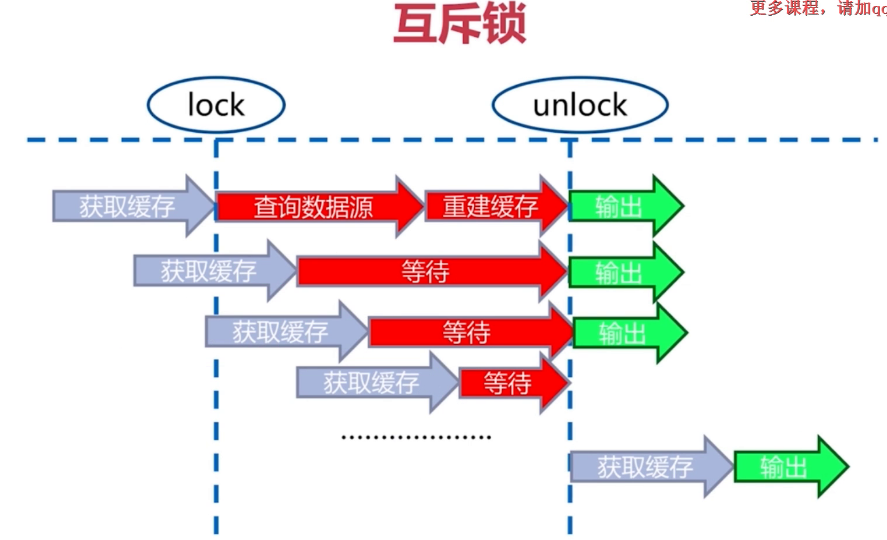 更多课程，请加qq
互斥锁
lock
unlock
获取缓存
查询数据源
重建缓存
输出
获取缓存
等待
输出
获取缓存
等待
输出
获取缓存
等待
获取缓存
输出